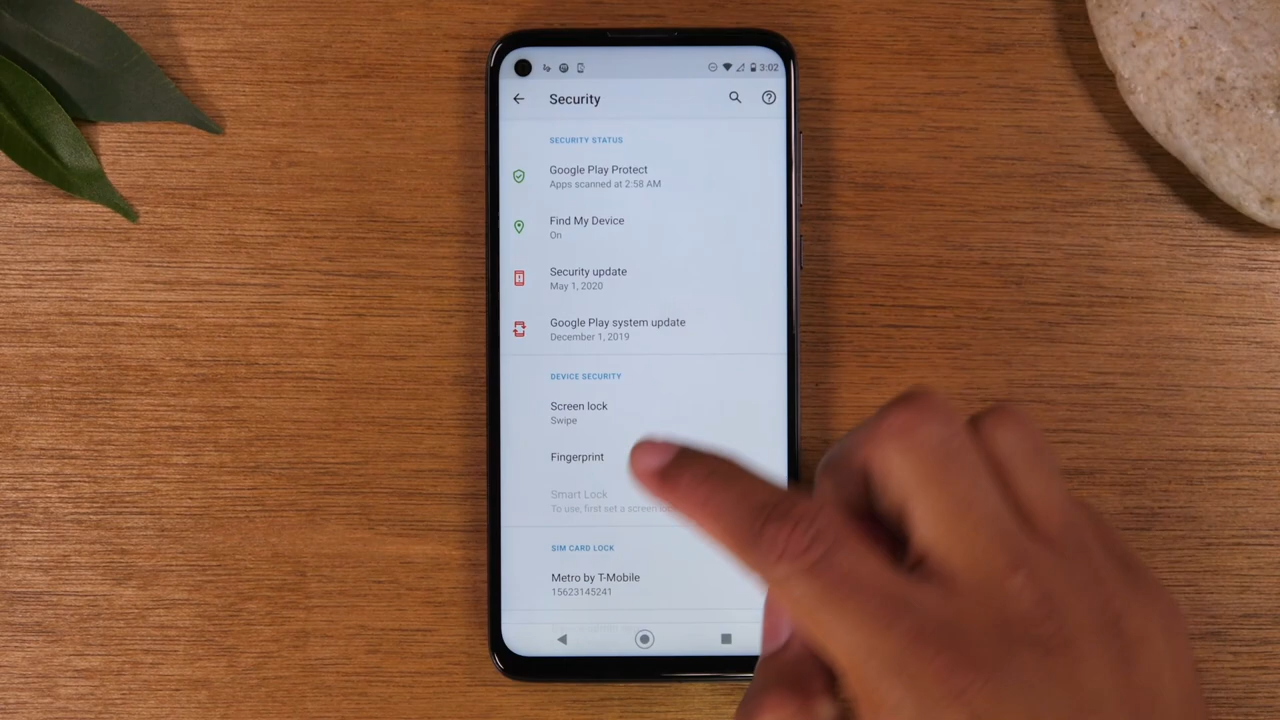 3:02
Security
SECURITY STATUS
Google Play Protect
Apps scanned at 2:58 AM
Find My Device
On
Security update
May 1, 2020
Google Play system update
December 1, 2019
DEVICE SECURITY
Screen lock
Swipe
Fingerprint
Smart Lock
To use, first set a screen
SIM CARD LOCK
Metro by T-Mobile
15623145241